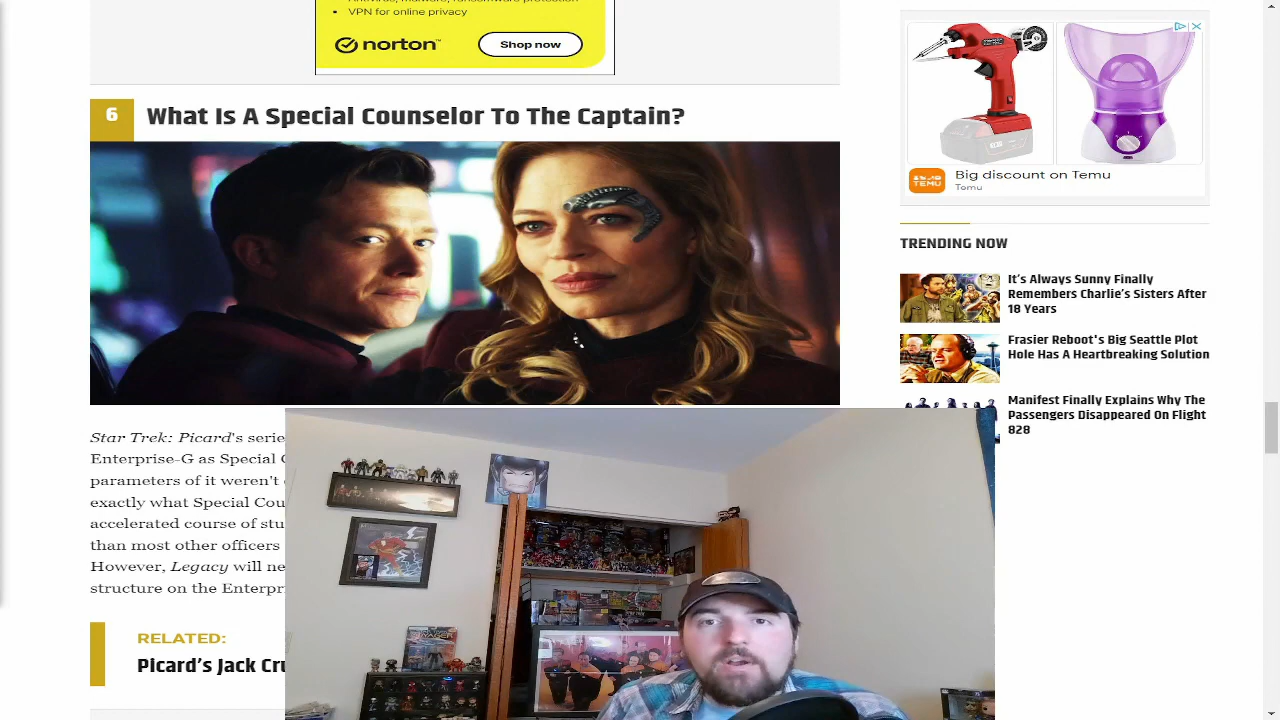 VPN for online privacy
norton
Shop now
6
What Is A Special Counselor To The Captain?
Star Trek: Picard's serie
Enterprise-G as Special
parameters of it weren't
exactly what Special Cou
accelerated course of stu
than most other officers
However, Legacy will ne
structure on the Enterpri
RELATED:
Picard's Jack Cru
TEMU
Big discount on Temu
Temu
TRENDING NOW
It's Always Sunny Finally
Remembers Charlie's Sisters After
18 Years
Frasier Reboot's Big Seattle Plot
Hole Has A Heartbreaking Solution
Manifest Finally Explains Why The
Passengers Disappeared On Flight
828